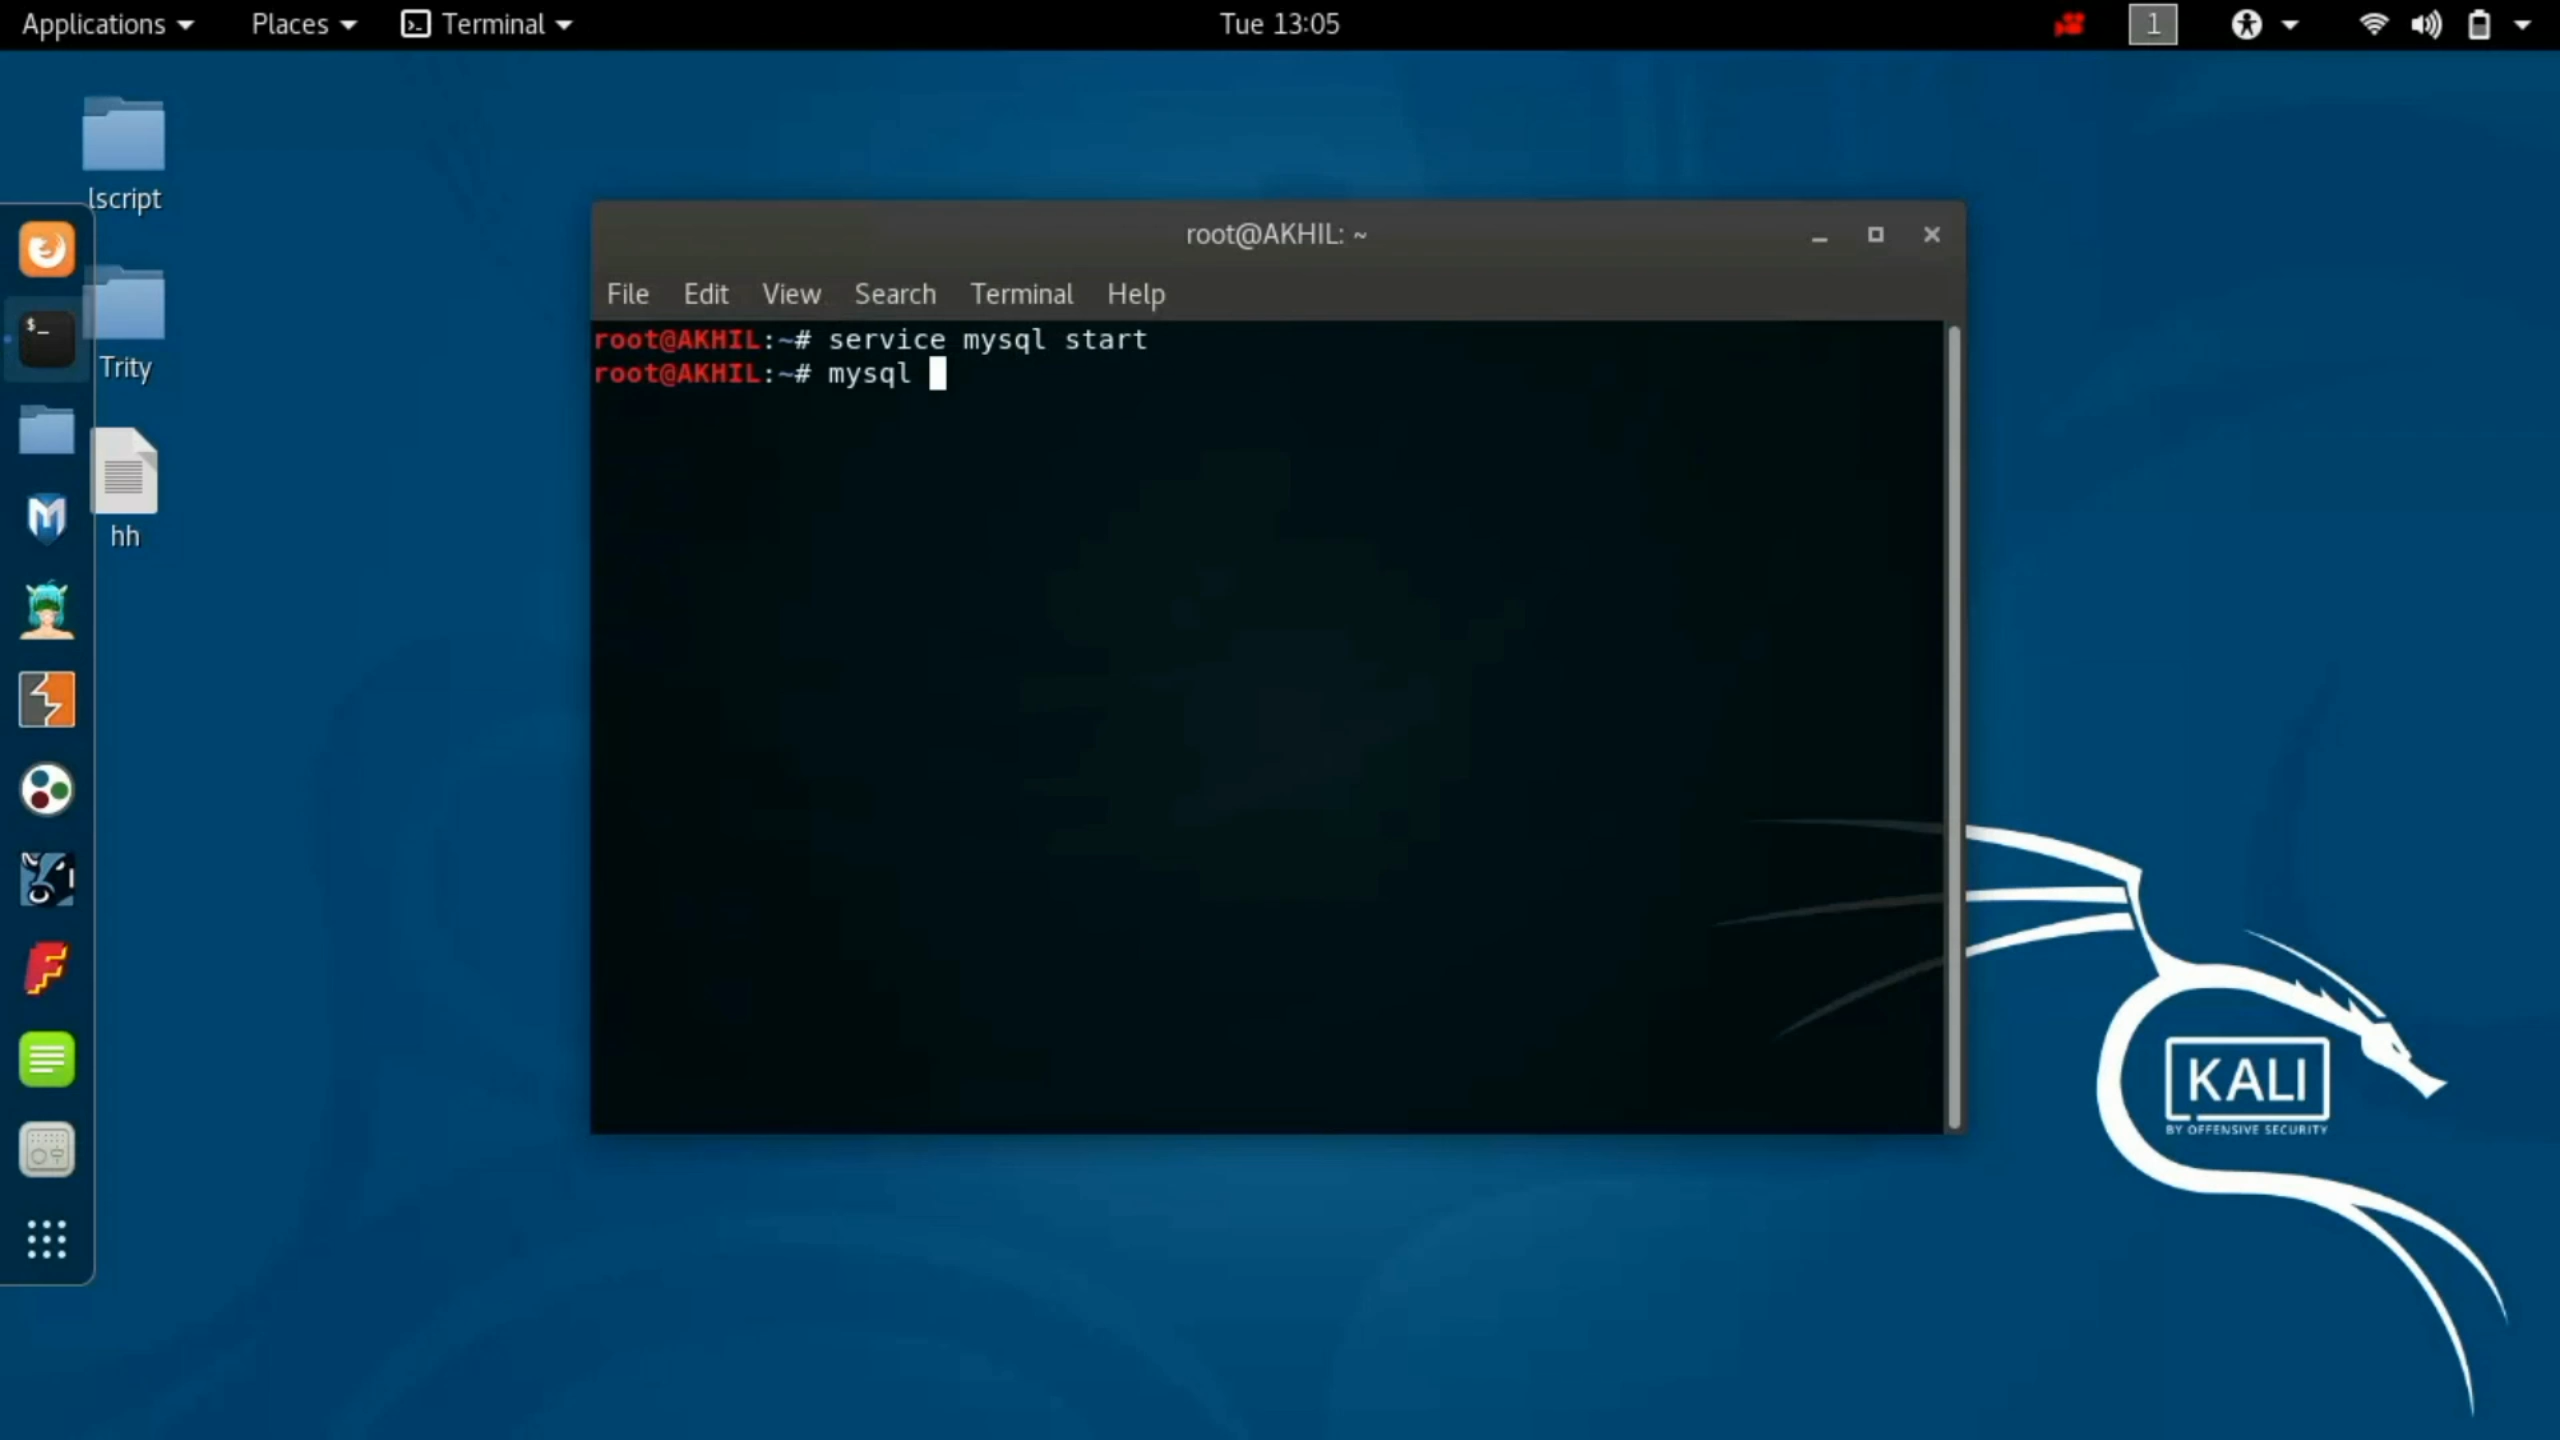 Applications Places Terminal Tue 13:05 1
lscript
Trity
hh
root@AKHIL: ~
File Edit View Search Terminal Help
root@AKHIL:~# service mysql start
root@AKHIL:~# mysql
$_
KALI
BY OFFENSIVE SECURITY